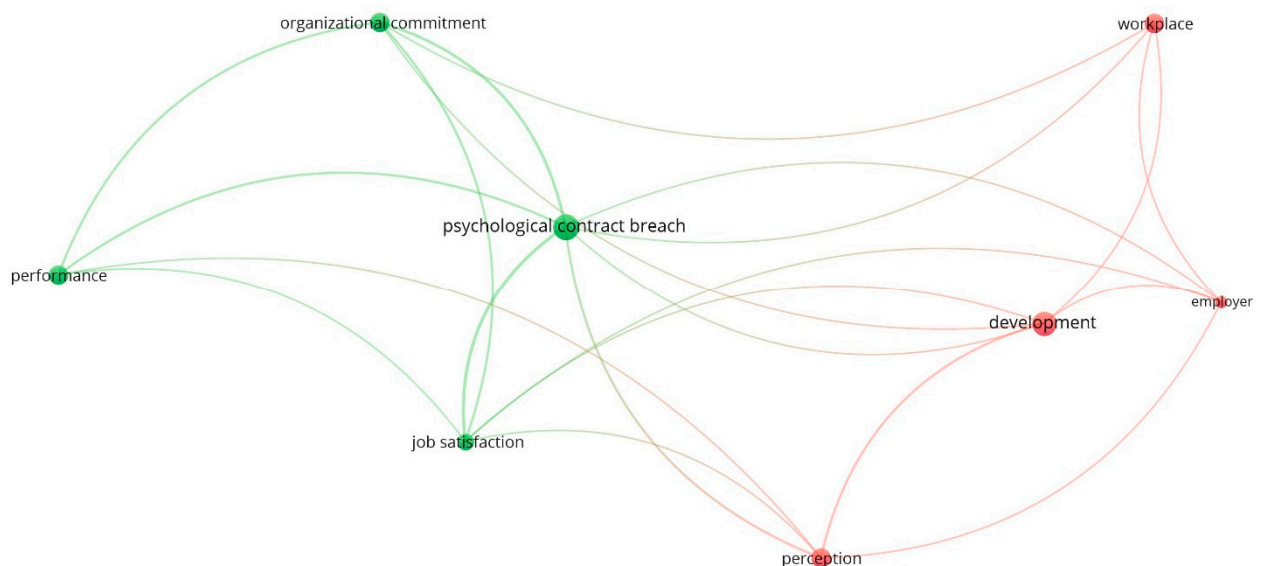 organizational commitment
workplace
psychological contract breach
performance
employer
development
job satisfaction
perception